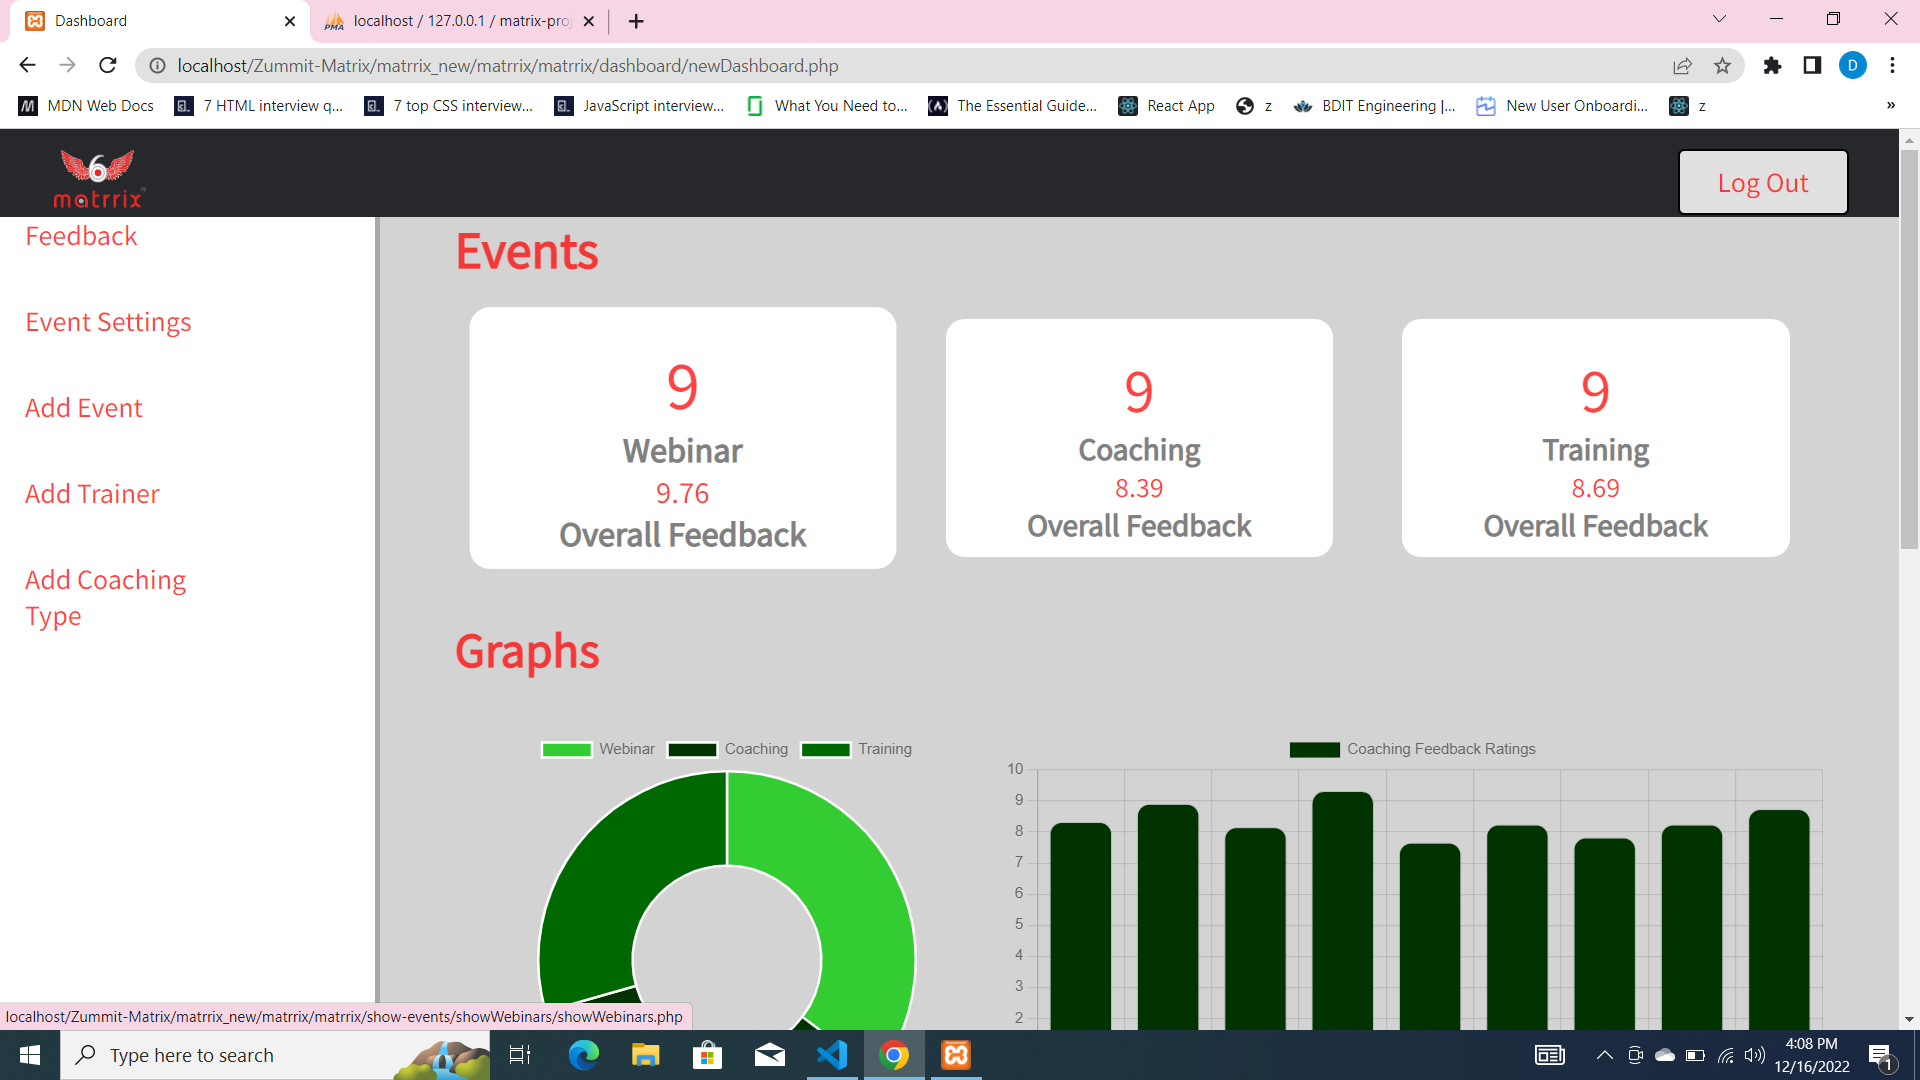 Dashboard
localhost / 127.0.0.1 / matrix-pro
localhost/Zummit-Matrix/matrrix_new/matrrix/matrrix/dashboard/newDashboard.php
D
MDN Web Docs
7 HTML interview q...
7 top CSS interview...
JavaScript interview...
What You Need to...
The Essential Guide...
React App
z
BDIT Engineering |...
New User Onboardi...
z
»
6
matrrix
Log Out
Feedback
Event Settings
Add Event
Add Trainer
Add Coaching
Type
Events
9
Webinar
9.76
Overall Feedback
9
Coaching
8.39
Overall Feedback
9
Training
8.69
Overall Feedback
Graphs
Webinar
Coaching
Training
Coaching Feedback Ratings
10
9
8
7
6
5
4
3
2
localhost/Zummit-Matrix/matrrix_new/matrrix/matrrix/show-events/showWebinars/showWebinars.php
Type here to search
4:08 PM
12/16/2022
1